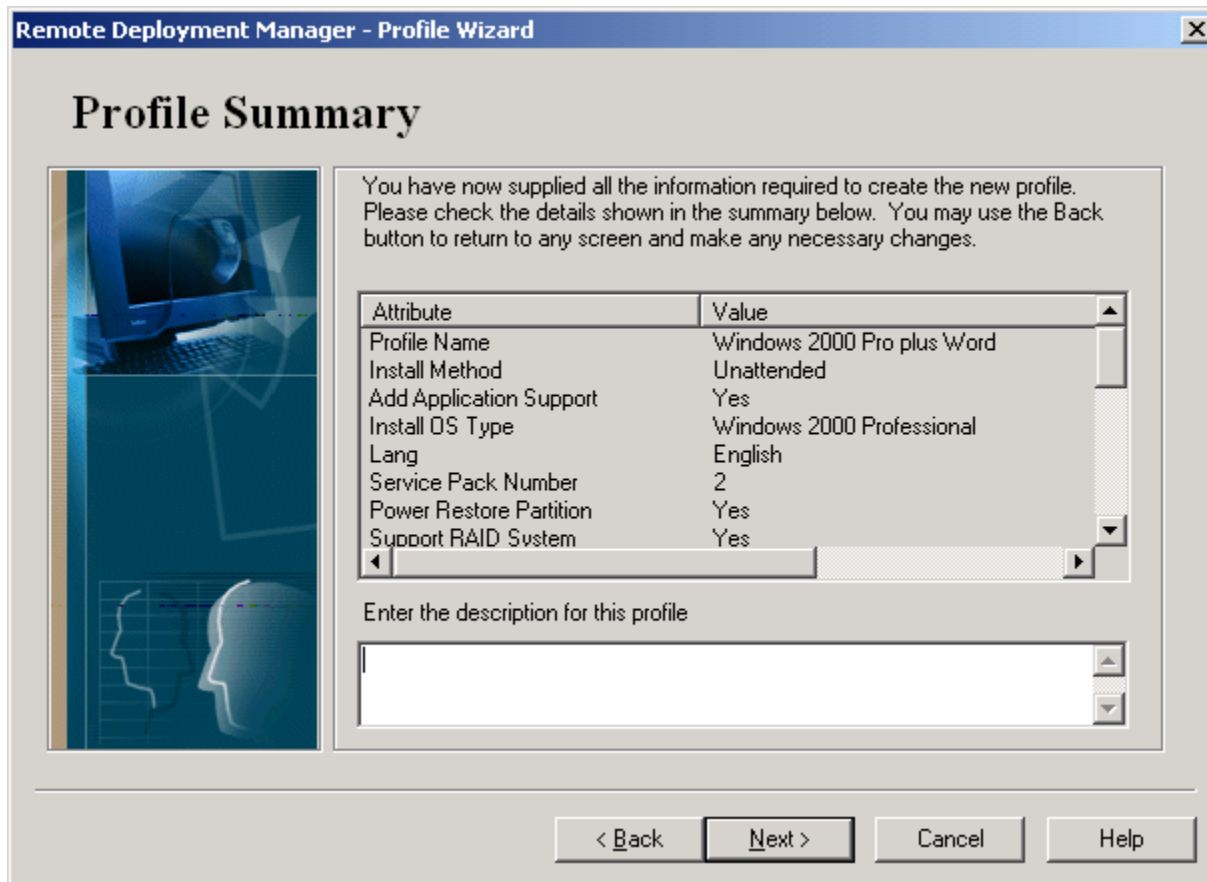 Remote Deployment Manager - Profile Wizard
Profile Summary
You have now supplied all the information required to create the new profile.
Please check the details shown in the summary below.  You may use the Back
button to return to any screen and make any necessary changes.
Attribute Value
Profile Name Windows 2000 Pro plus Word
Install Method Unattended
Add Application Support Yes
Install OS Type Windows 2000 Professional
Lang English
Service Pack Number 2
Power Restore Partition Yes
Support RAID System Yes
Enter the description for this profile
< Back Next > Cancel Help